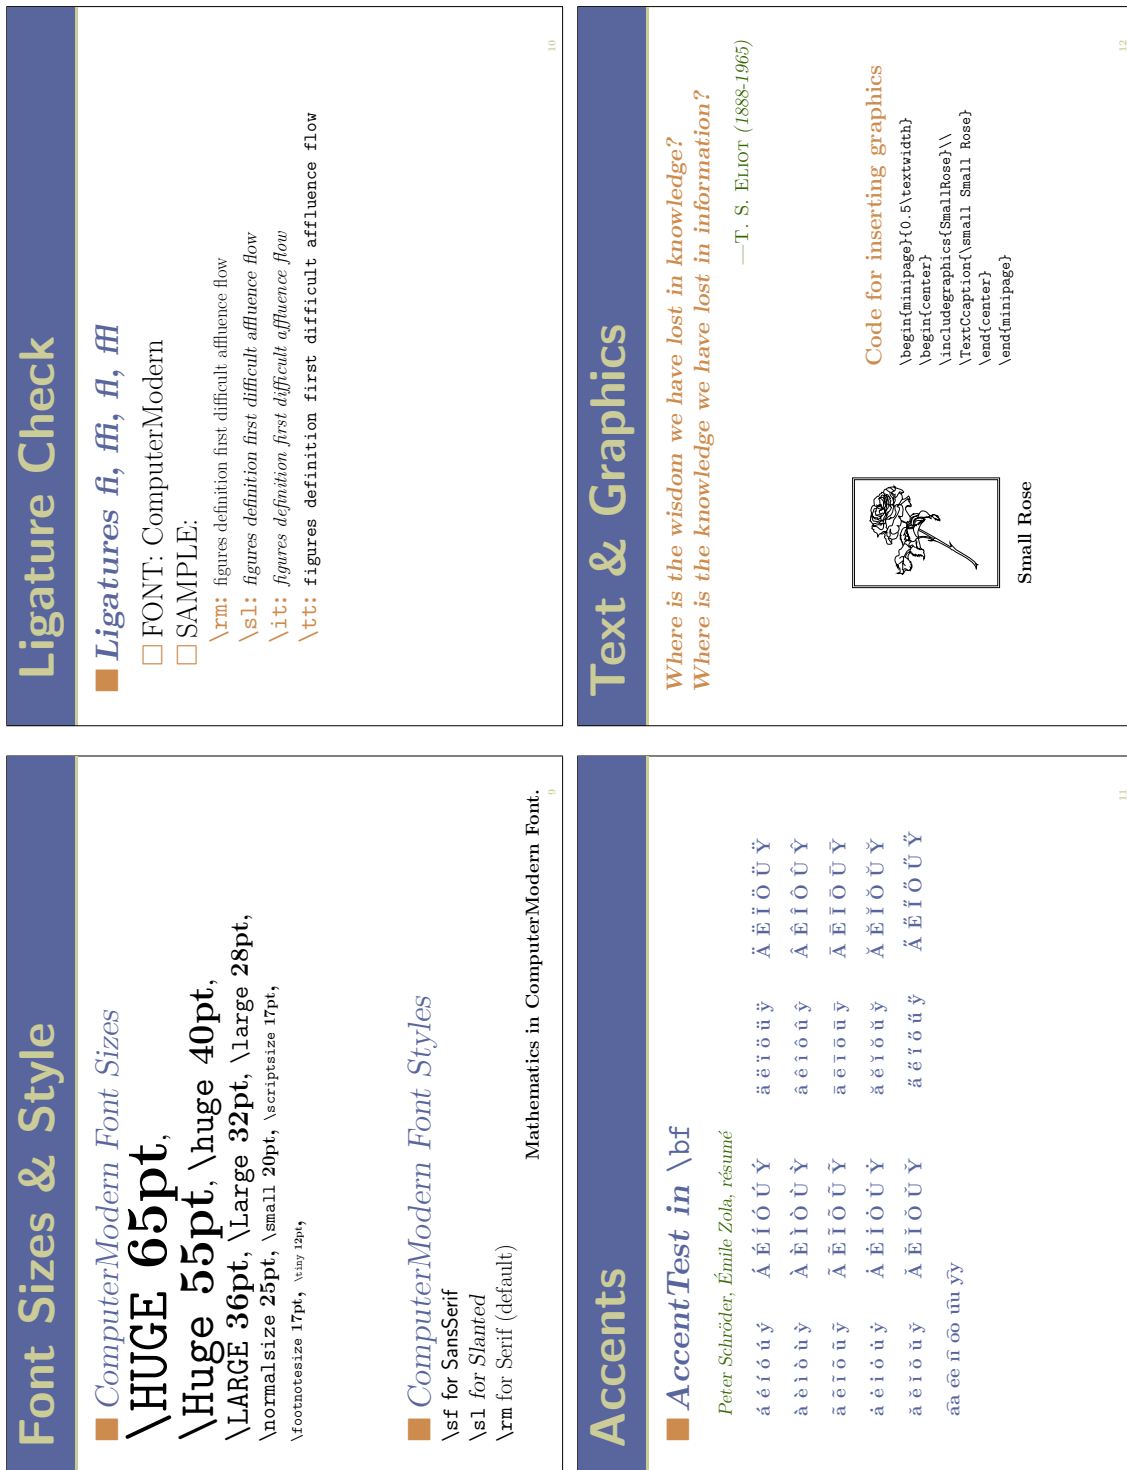 Font Sizes & Style
ComputerModern Font Sizes
\HUGE 65pt,
\Huge 55pt, \huge 40pt,
\LARGE 36pt, \Large 32pt, \large 28pt,
\normalsize 25pt, \small 20pt, \scriptsize 17pt,
\footnotesize 17pt, \tiny 12pt,
ComputerModern Font Styles
\sf for SansSerif
\sl for Slanted
\rm for Serif (default)
Mathematics in ComputerModern Font.
9
Ligature Check
Ligatures fi, ffi, fl, ffl
FONT: ComputerModern
SAMPLE:
\rm: figures definition first difficult affluence flow
\sl: figures definition first difficult affluence flow
\it: figures definition first difficult affluence flow
\tt: figures definition first difficult affluence flow
10
Accents
AccentTest in \bf
Peter Schröder, Émile Zola, résumé
á é í ó ú ý Á É Í Ó Ú Ý ä ë ï ö ü ÿ Ä Ë Ï Ö Ü Ÿ
à è ì ò ù ỳ À È Ì Ò Ù Ỳ â ê î ô û ŷ Â Ê Î Ô Û Ŷ
ã ẽ ĩ õ ũ ỹ Ã Ẽ Ĩ Õ Ũ Ỹ ā ē ī ō ū ȳ Ā Ē Ī Ō Ū Ȳ
ȧ ė i ȯ u̇ ẏ Ȧ Ė İ Ȯ U̇ Ẏ ă ĕ ĭ ŏ ŭ y̆ Ă Ĕ Ĭ Ŏ Ŭ Y̆
ǎ ě ǐ ǒ ǔ y̌ Ǎ Ě Ǐ Ǒ Ǔ Y̌ a̋ e̋ i̋ ő ű y̋ A̋ E̋ I̋ Ő Ű Y̋
a͡a e͡e ı͡ı o͡o u͡u y͡y
11
Text & Graphics
Where is the wisdom we have lost in knowledge?
Where is the knowledge we have lost in information?
—T. S. ELIOT (1888-1965)
Small Rose
Code for inserting graphics
\begin{minipage}{0.5\textwidth}
\begin{center}
\includegraphics{SmallRose}\\
\TextCcaption{\small Small Rose}
\end{center}
\end{minipage}
12